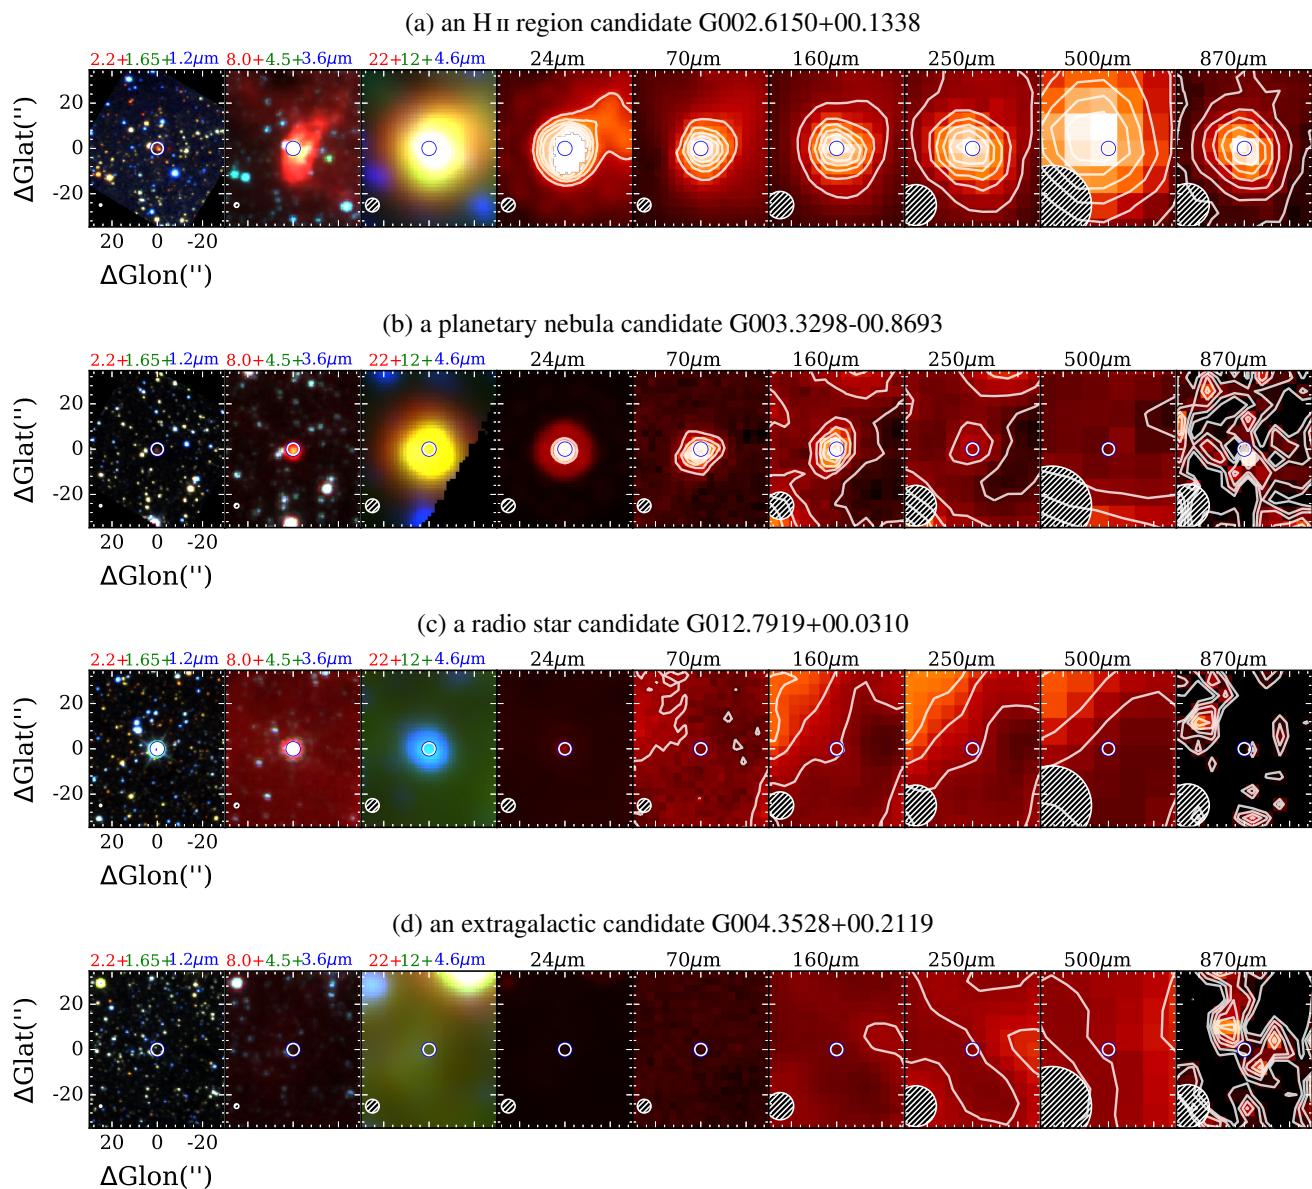 (a) an H II region candidate G002.6150+00.1338
2.2+1.65+1.2μm 8.0+4.5+3.6μm 22+12+4.6μm 24μm 70μm 160μm 250μm 500μm 870μm
ΔGlat('')
20
0
-20
20 0 -20
ΔGlon('')
(b) a planetary nebula candidate G003.3298-00.8693
2.2+1.65+1.2μm 8.0+4.5+3.6μm 22+12+4.6μm 24μm 70μm 160μm 250μm 500μm 870μm
ΔGlat('')
20
0
-20
20 0 -20
ΔGlon('')
(c) a radio star candidate G012.7919+00.0310
2.2+1.65+1.2μm 8.0+4.5+3.6μm 22+12+4.6μm 24μm 70μm 160μm 250μm 500μm 870μm
ΔGlat('')
20
0
-20
20 0 -20
ΔGlon('')
(d) an extragalactic candidate G004.3528+00.2119
2.2+1.65+1.2μm 8.0+4.5+3.6μm 22+12+4.6μm 24μm 70μm 160μm 250μm 500μm 870μm
ΔGlat('')
20
0
-20
20 0 -20
ΔGlon('')